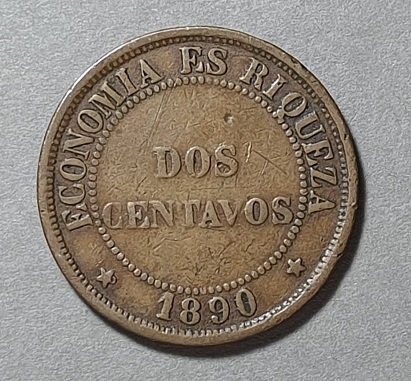 ECONOMIA ES RIQUEZA
DOS
CENTAVOS
1890